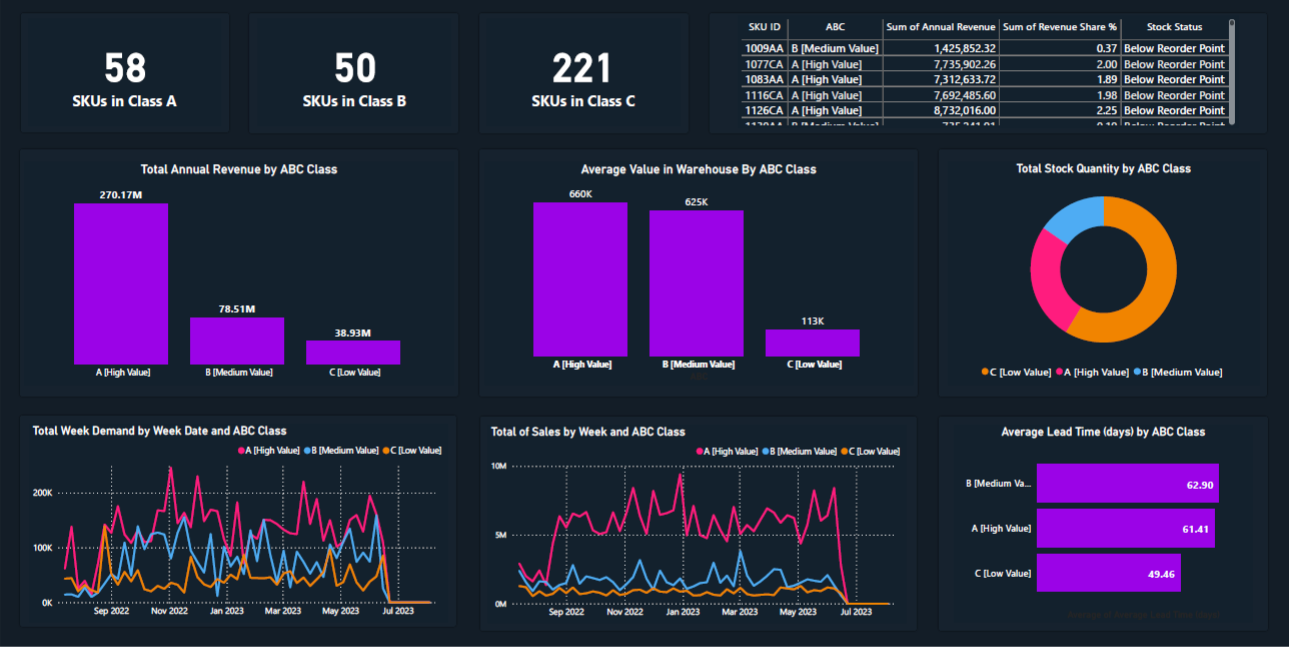 58
SKUs in Class A
50
SKUs in Class B
221
SKUs in Class C
SKU ID ABC Sum of Annual Revenue Sum of Revenue Share % Stock Status
1009AA B [Medium Value] 1,425,852.32 0.37 Below Reorder Point
1077CA A [High Value] 7,735,902.26 2.00 Below Reorder Point
1083AA A [High Value] 7,312,633.72 1.89 Below Reorder Point
1116CA A [High Value] 7,692,485.60 1.98 Below Reorder Point
1126CA A [High Value] 8,732,016.00 2.25 Below Reorder Point
Total Annual Revenue by ABC Class
270.17M
78.51M
38.93M
A [High Value] B [Medium Value] C [Low Value]
Average Value in Warehouse By ABC Class
660K
625K
113K
A [High Value] B [Medium Value] C [Low Value]
Total Stock Quantity by ABC Class
C [Low Value] A [High Value] B [Medium Value]
Total Week Demand by Week Date and ABC Class
A [High Value] B [Medium Value] C [Low Value]
200K
100K
0K
Sep 2022 Nov 2022 Jan 2023 Mar 2023 May 2023 Jul 2023
Total of Sales by Week and ABC Class
A [High Value] B [Medium Value] C [Low Value]
10M
5M
0M
Sep 2022 Nov 2022 Jan 2023 Mar 2023 May 2023 Jul 2023
Average Lead Time (days) by ABC Class
B [Medium Va... 62.90
A [High Value] 61.41
C [Low Value] 49.46